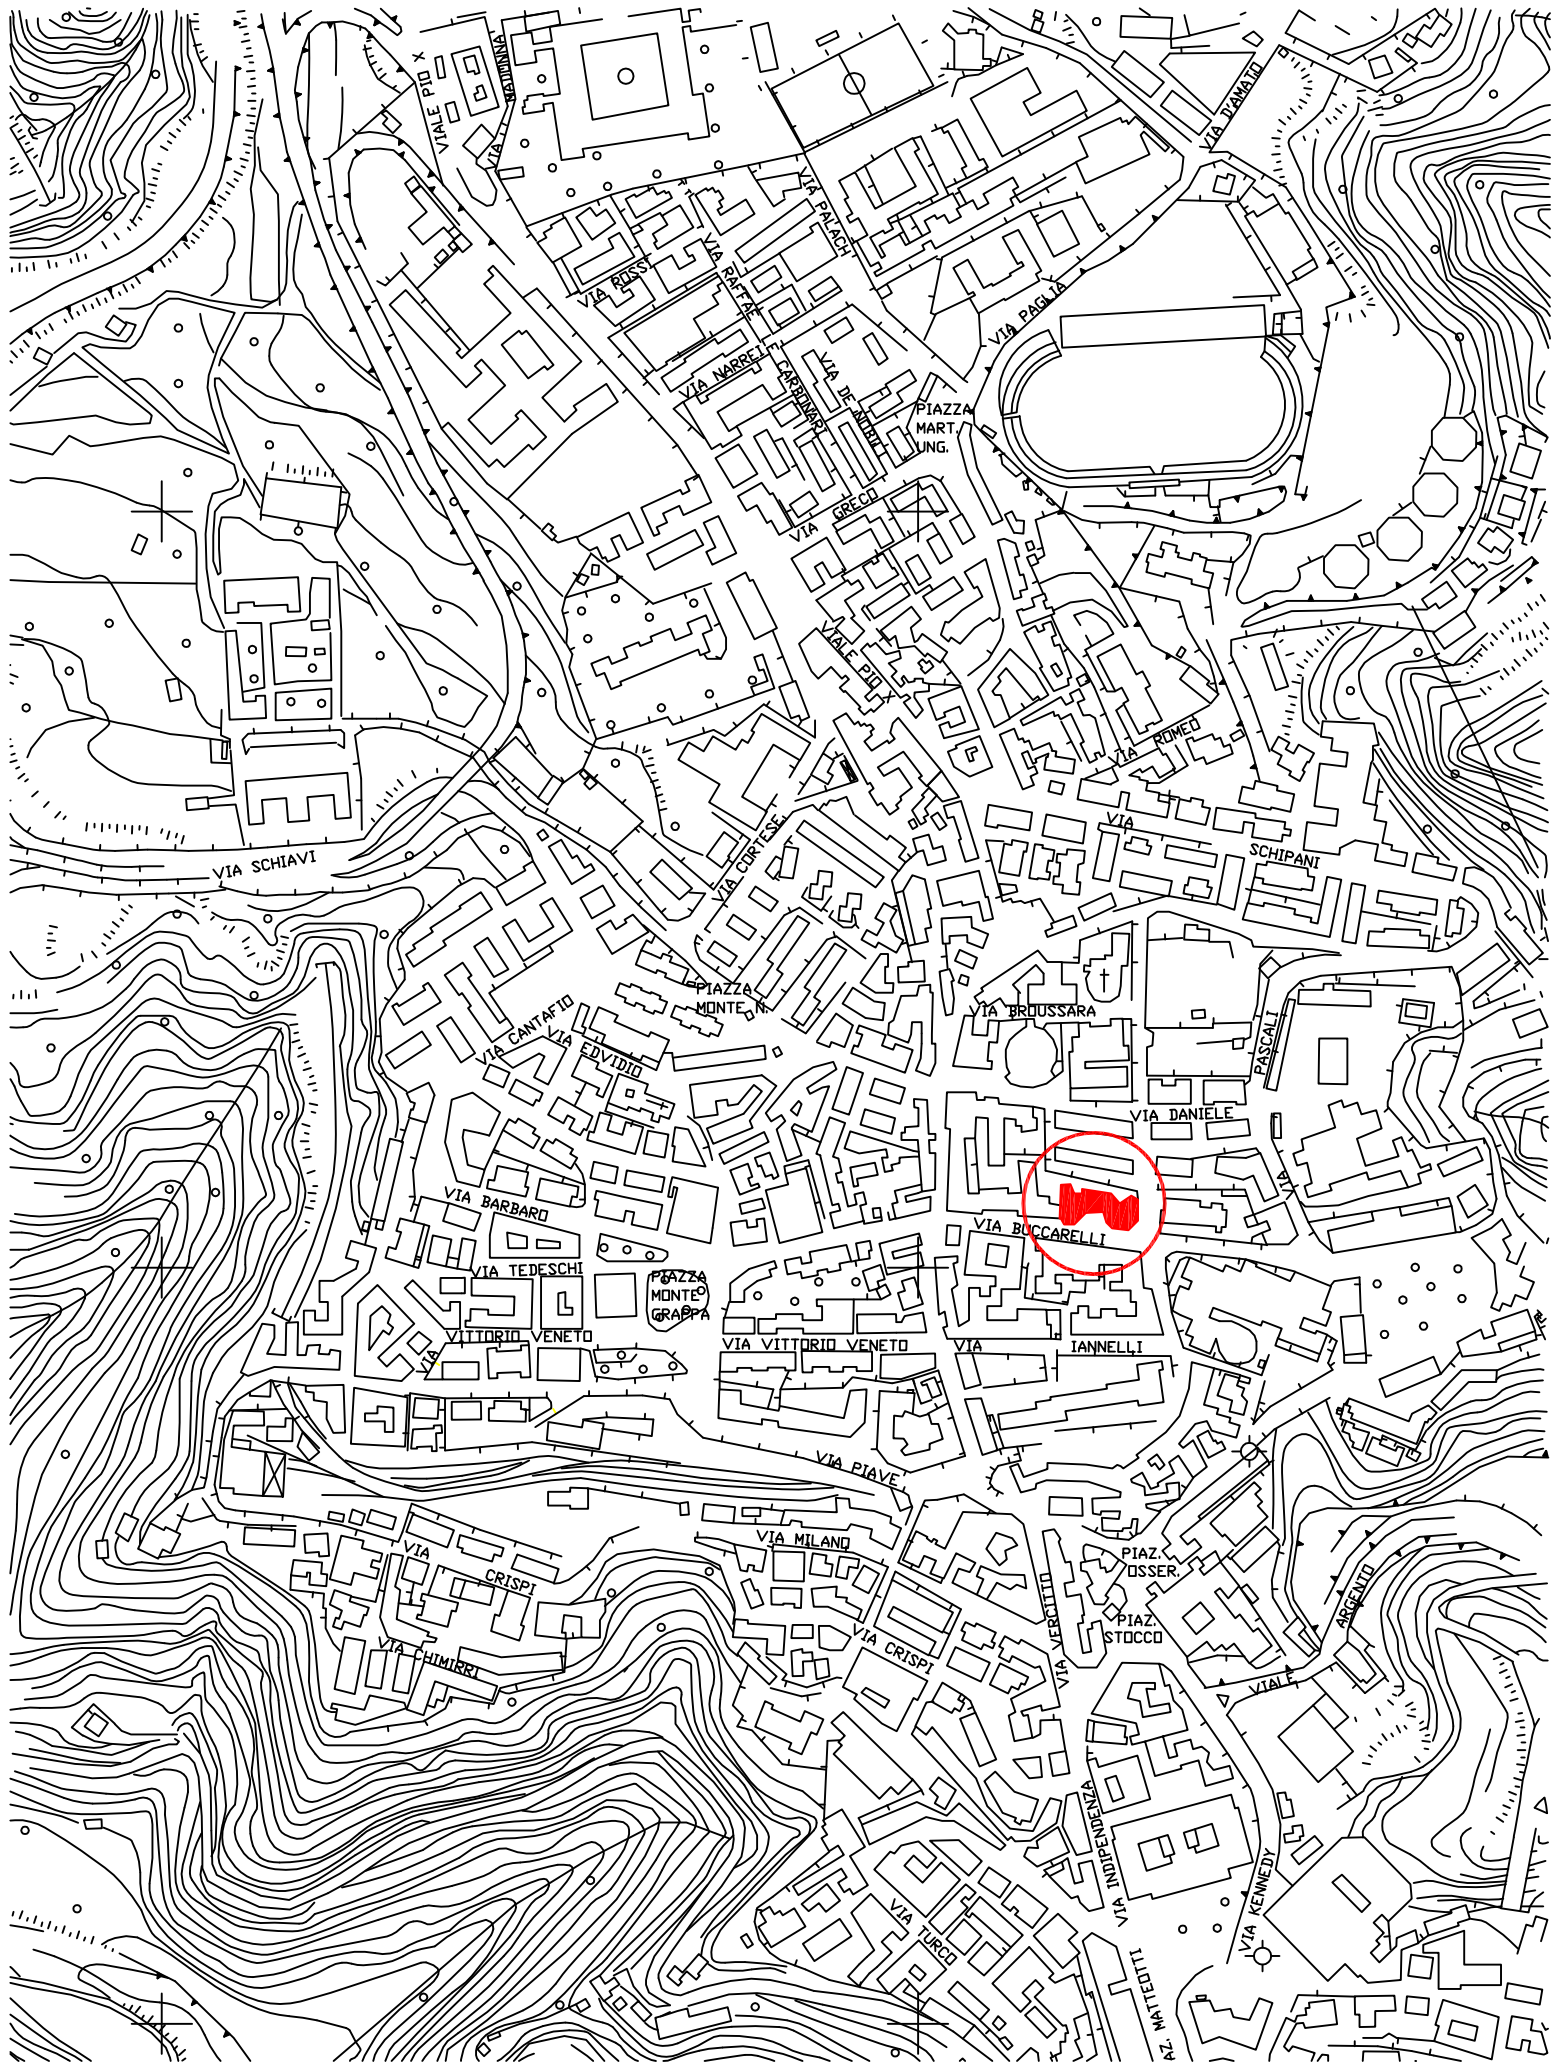 VIALE PIO X
VIA MADONNA
VIA D'AMATO
VIA PALACH
VIA ROSSI
VIA RAFFAE
E CARBONARI
VIA PAGLIA
VIA NARREI
VIA DE NOBILI
PIAZZA
MART.
UNG.
VIA GRECO
VIALE PIO X
VIA ROMEO
VIA
SCHIPANI
VIA CORTESE
VIA SCHIAVI
PIAZZA
MONTE N.
VIA CANTAFIO
VIA EDVIDIO
VIA BROUSSARA
PASCALI
VIA
VIA DANIELE
VIA BARBARO
VIA BUCCARELLI
VIA TEDESCHI
PIAZZA
MONTE
GRAPPA
VITTORIO VENETO
VIA
VIA VITTORIO VENETO
VIA
IANNELLI
VIA PIAVE
VIA MILANO
VIA
CRISPI
VIA CHIMIRRI
VIA CRISPI
VIA VERCILLO
PIAZ.
OSSER.
PIAZ.
STOCCO
ARGENTO
VIALE
VIA INDIPENDENZA
VIA KENNEDY
VIA TURCO
AZ. MATTEOTTI